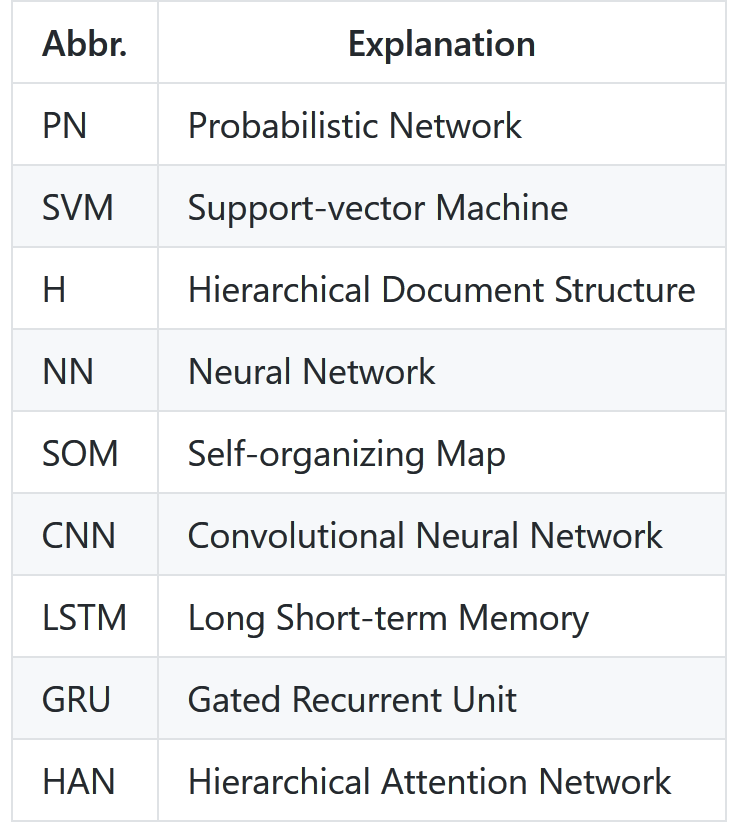 Abbr. Explanation
PN Probabilistic Network
SVM Support-vector Machine
H Hierarchical Document Structure
NN Neural Network
SOM Self-organizing Map
CNN Convolutional Neural Network
LSTM Long Short-term Memory
GRU Gated Recurrent Unit
HAN Hierarchical Attention Network